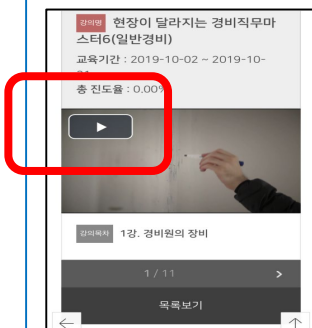 강의명 현장이 달라지는 경비직무마
스터6(일반경비)
교육기간 : 2019-10-02 ~ 2019-10-
총 진도율 : 0.00%
강의목차 1강. 경비원의 장비
1 / 11 >
목록보기